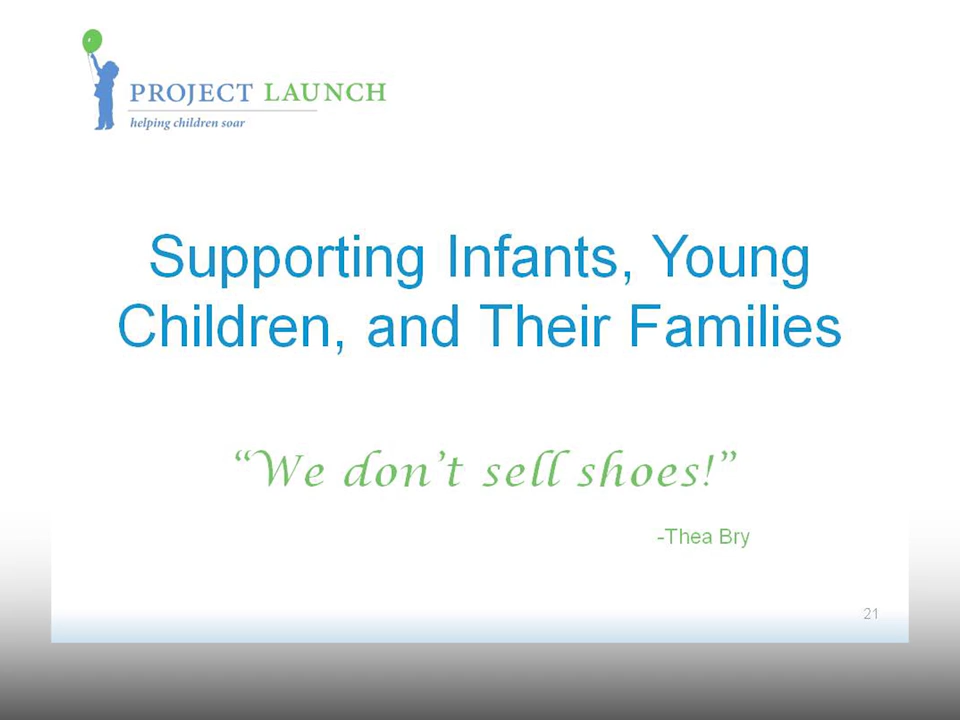 PROJECT LAUNCH
helping children soar
Supporting Infants, Young
Children, and Their Families
“We don’t sell shoes!”
-Thea Bry
21